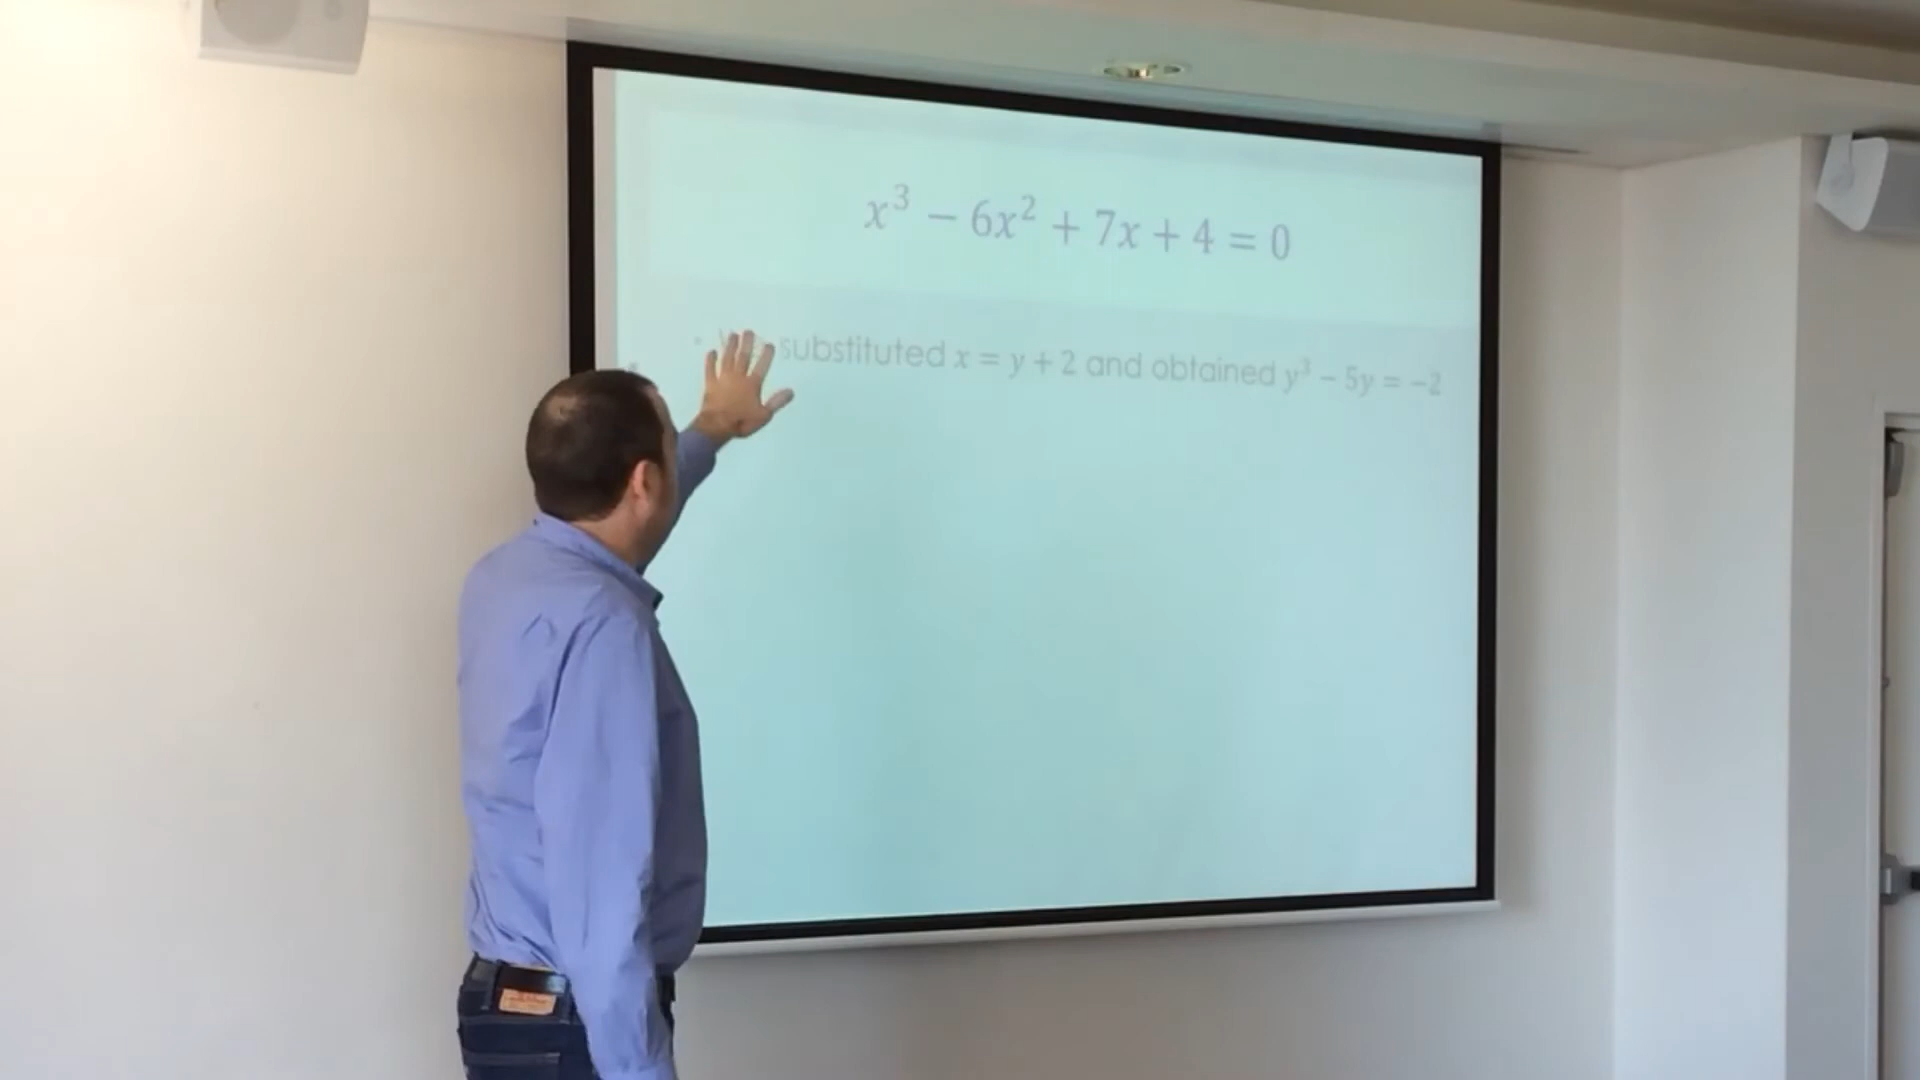 x³ − 6x² + 7x + 4 = 0
• substituted x = y + 2 and obtained y³ − 5y = −2